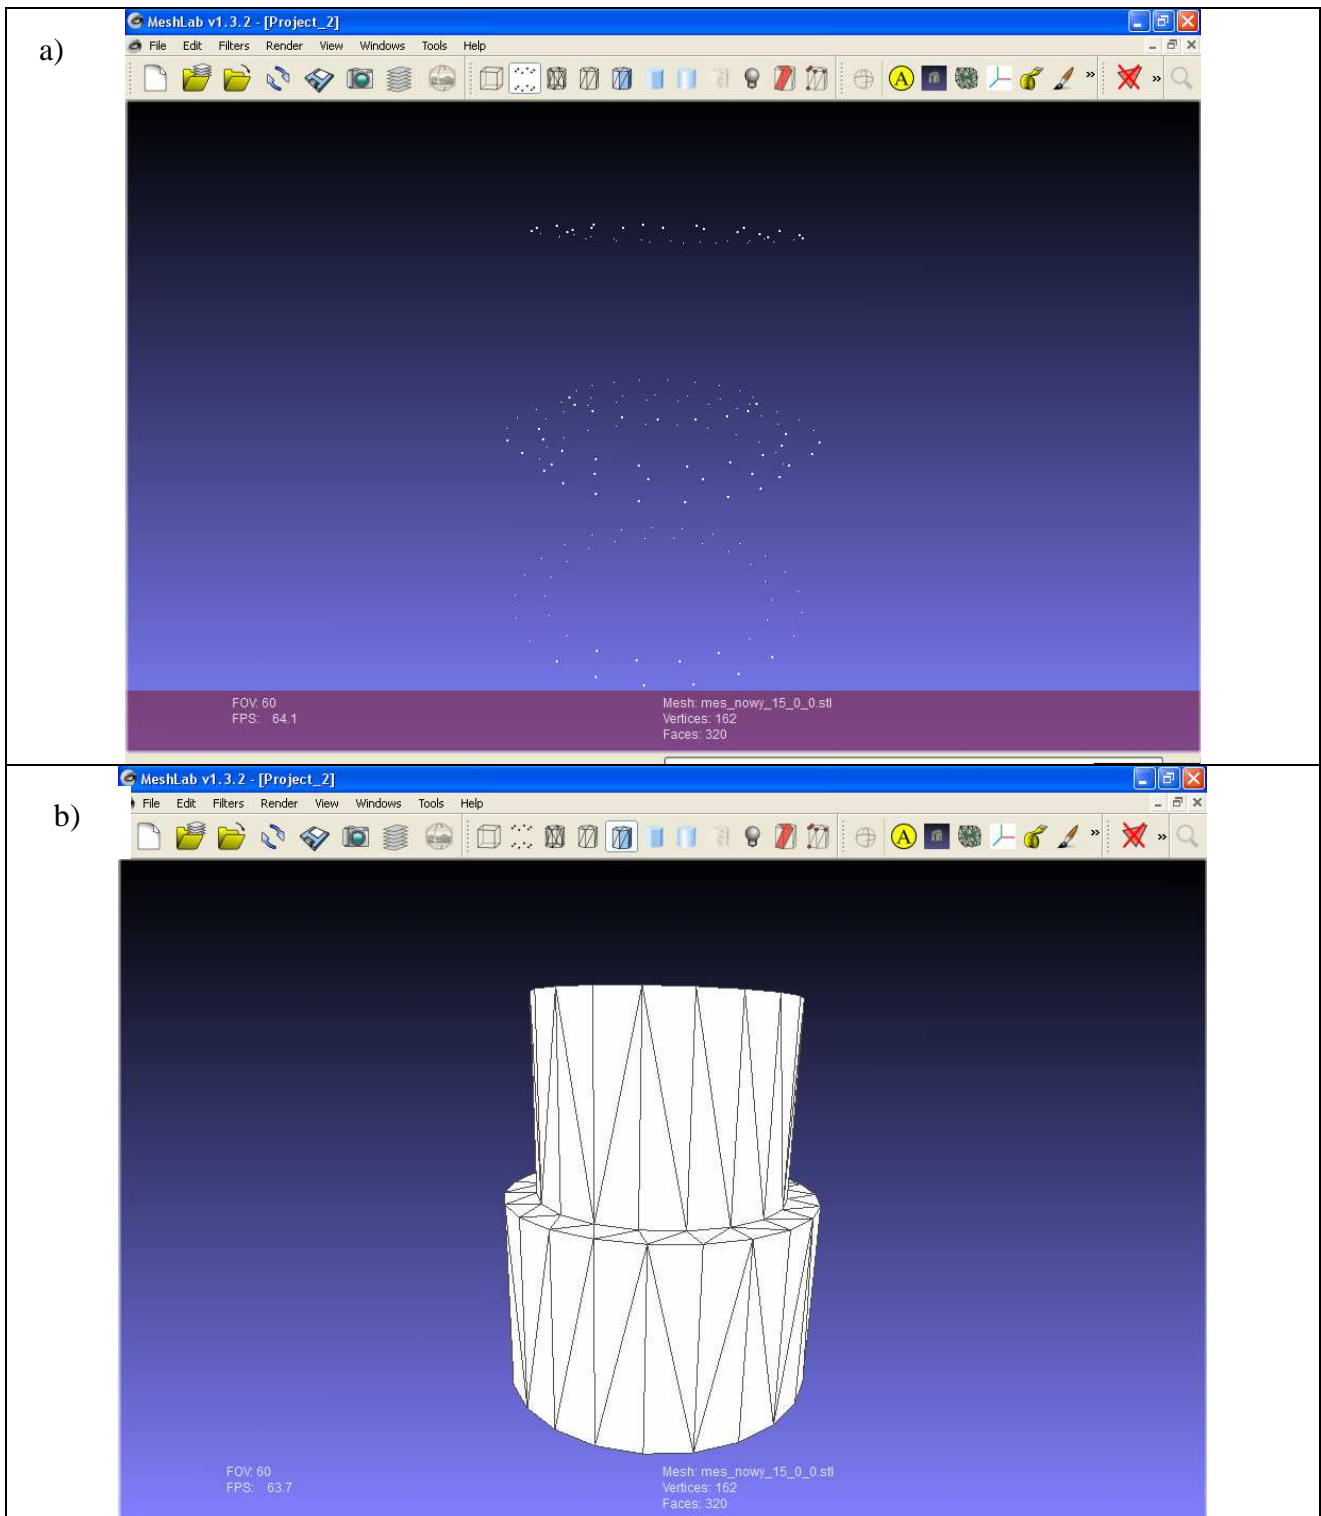 a)
MeshLab v1.3.2 - [Project_2]
File Edit Filters Render View Windows Tools Help
A
FOV: 60
FPS: 64.1
Mesh: mes_nowy_15_0_0.stl
Vertices: 162
Faces: 320
b)
MeshLab v1.3.2 - [Project_2]
File Edit Filters Render View Windows Tools Help
A
FOV: 60
FPS: 63.7
Mesh: mes_nowy_15_0_0.stl
Vertices: 162
Faces: 320